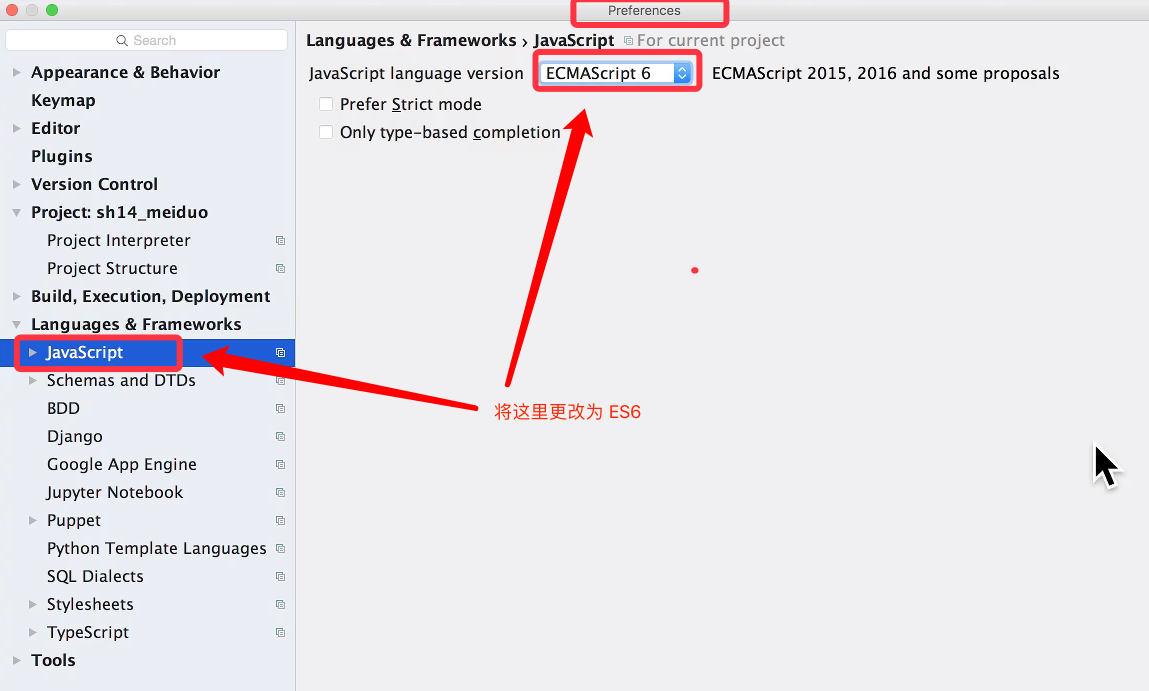 Preferences
Search
Appearance & Behavior
Keymap
Editor
Plugins
Version Control
Project: sh14_meiduo
Project Interpreter
Project Structure
Build, Execution, Deployment
Languages & Frameworks
JavaScript
Schemas and DTDs
BDD
Django
Google App Engine
Jupyter Notebook
Puppet
Python Template Languages
SQL Dialects
Stylesheets
TypeScript
Tools
Languages & Frameworks › JavaScript For current project
JavaScript language version ECMAScript 6 ECMAScript 2015, 2016 and some proposals
Prefer Strict mode
Only type-based completion
将这里更改为 ES6